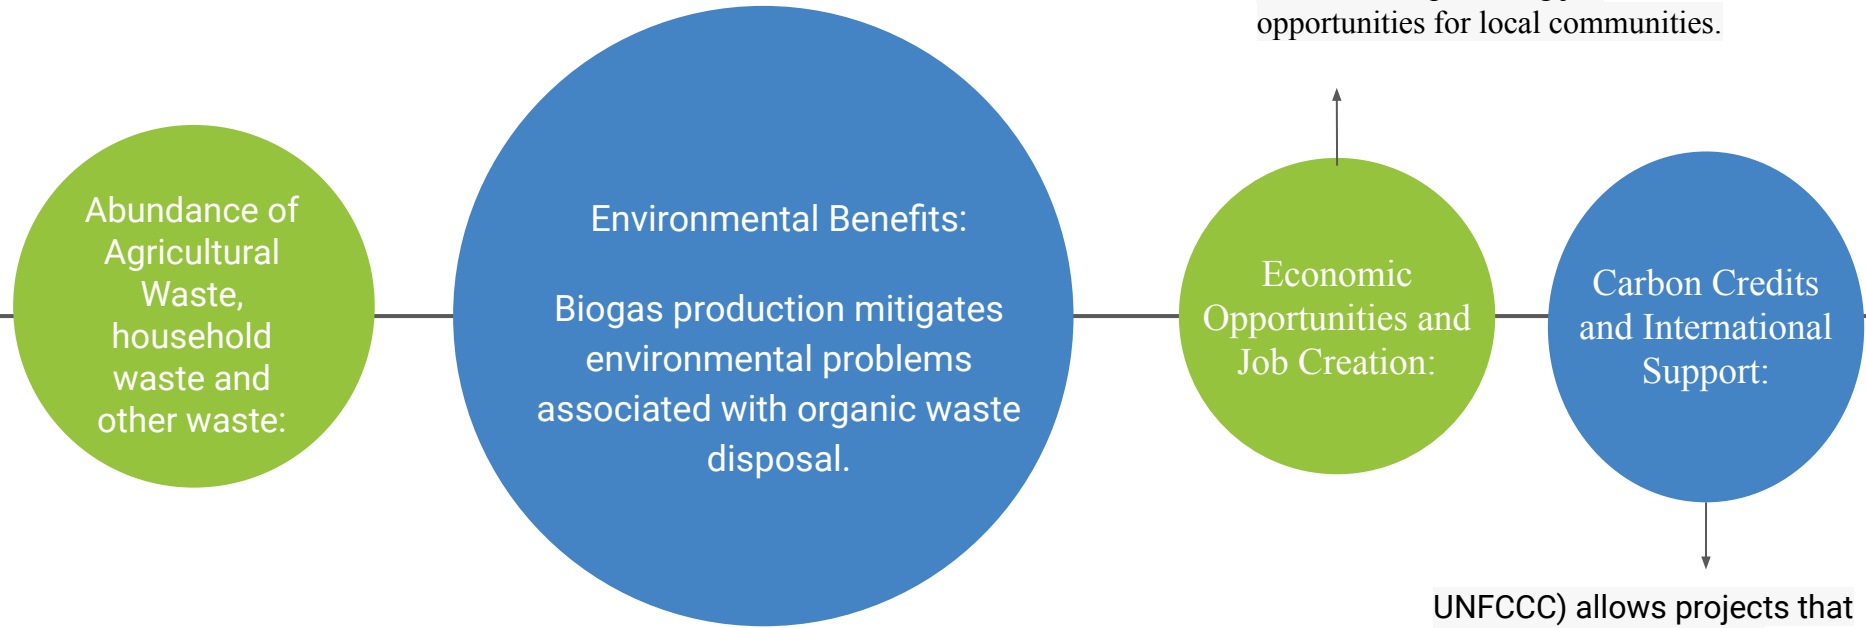 opportunities for local communities.
Abundance of
Agricultural
Waste,
household
waste and
other waste:
Environmental Benefits:
Biogas production mitigates
environmental problems
associated with organic waste
disposal.
Economic
Opportunities and
Job Creation:
Carbon Credits
and International
Support:
UNFCCC) allows projects that